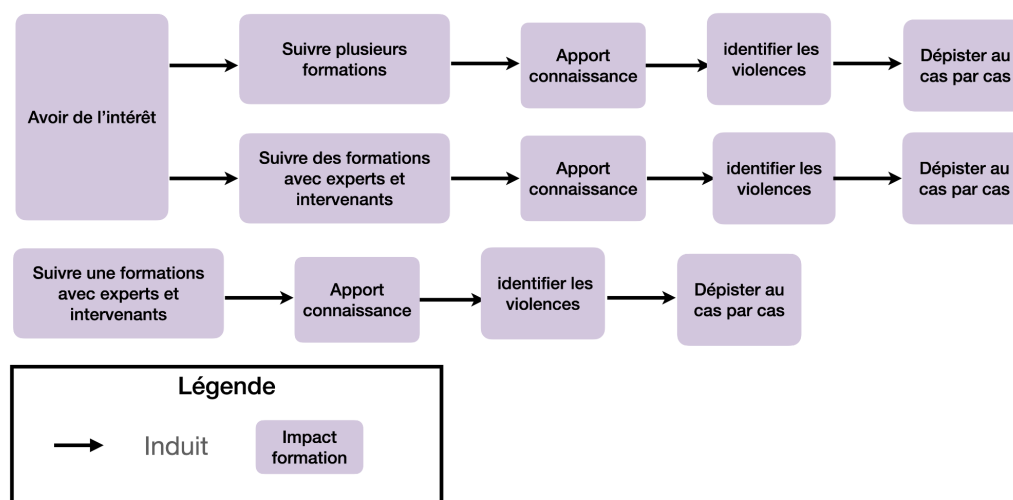 Avoir de l'intérêt
Suivre plusieurs
formations
Apport
connaissance
identifier les
violences
Dépister au
cas par cas
Suivre des formations
avec experts et
intervenants
Apport
connaissance
identifier les
violences
Dépister au
cas par cas
Suivre une formations
avec experts et
intervenants
Apport
connaissance
identifier les
violences
Dépister au
cas par cas
Légende
Induit
Impact
formation